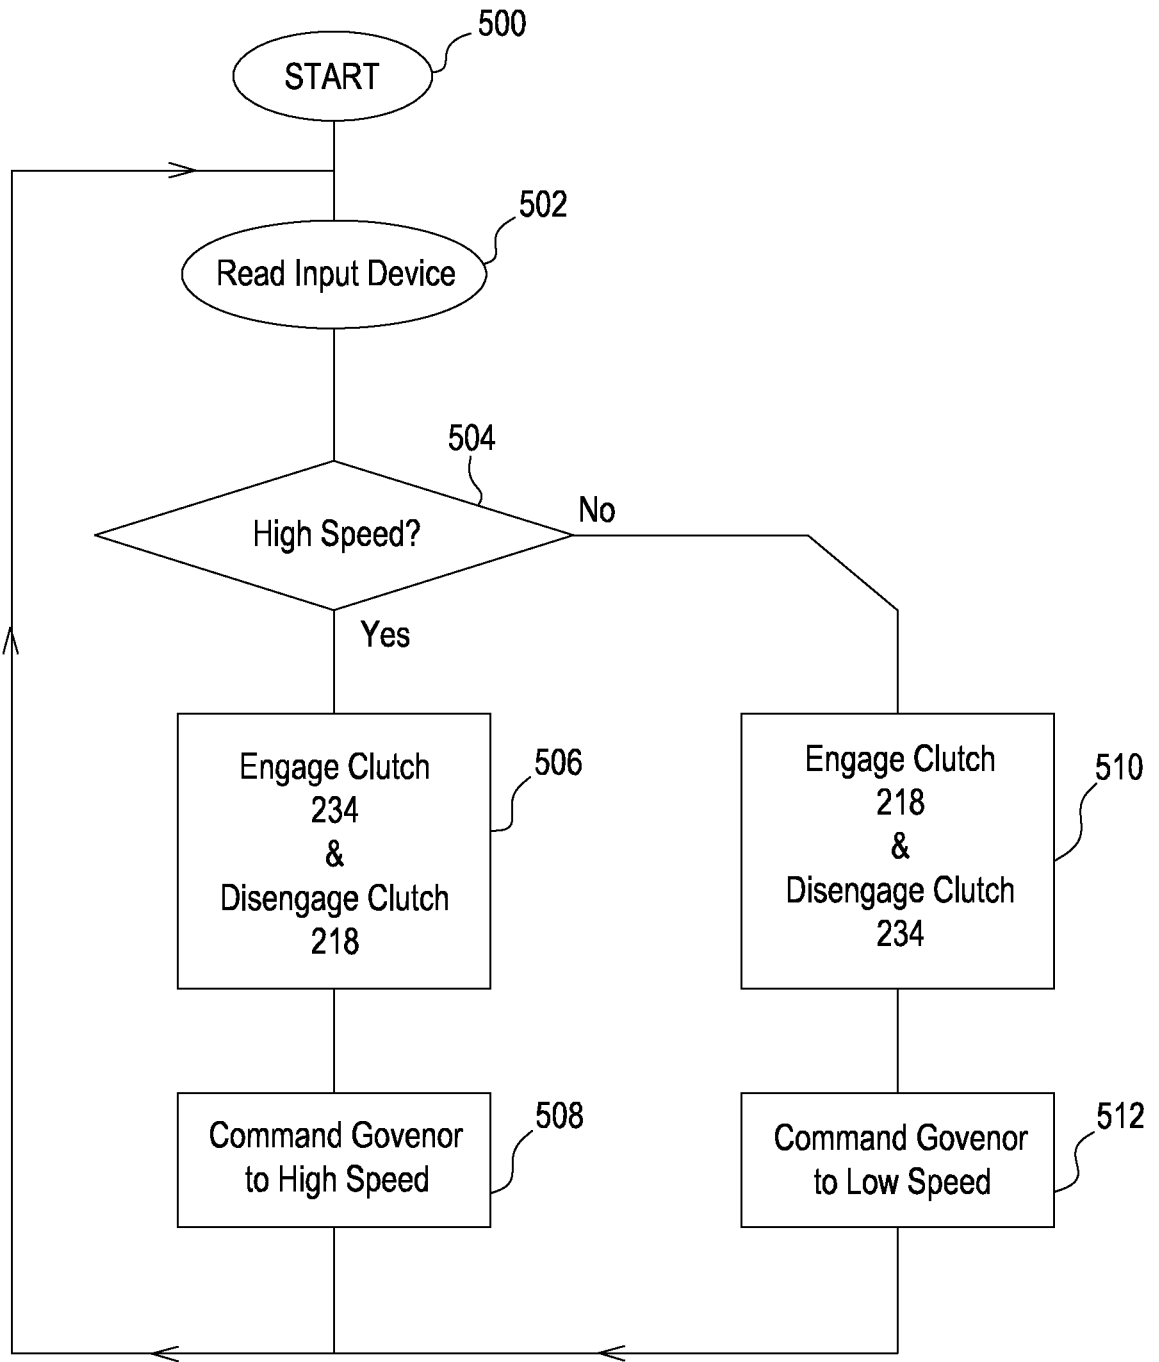 500
START
502
Read Input Device
504
High Speed?
No
Yes
Engage Clutch
234
&
Disengage Clutch
218
506
Engage Clutch
218
&
Disengage Clutch
234
510
Command Govenor
to High Speed
508
Command Govenor
to Low Speed
512